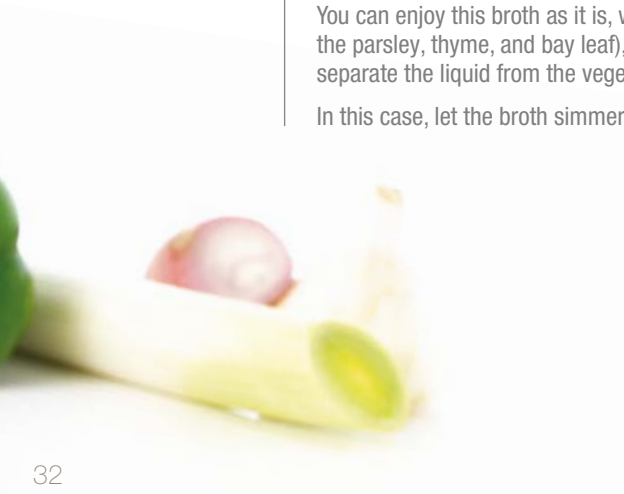 You can enjoy this broth as it is,
the parsley, thyme, and bay leaf),
separate the liquid from the
In this case, let the broth simmer
32